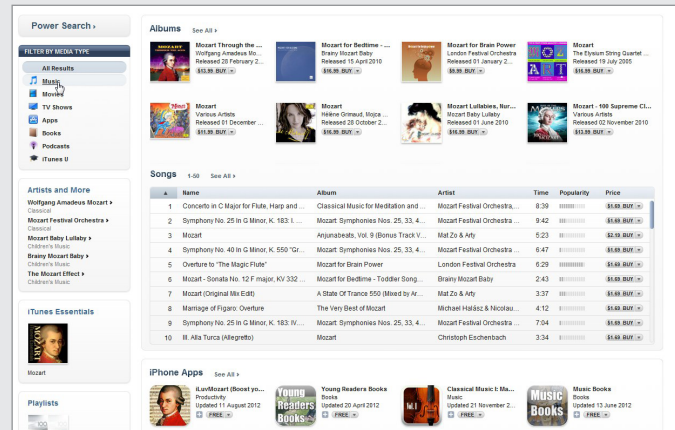 Power Search ›
FILTER BY MEDIA TYPE
All Results
Music
Movies
TV Shows
Apps
Books
Podcasts
iTunes U
Artists and More
Wolfgang Amadeus Mozart
Classical
Mozart Festival Orchestra
Classical
Mozart Baby Lullaby
Children's Music
Brainy Mozart Baby
Children's Music
The Mozart Effect
Children's Music
iTunes Essentials
MOZART
Mozart
Playlists
Albums See All
Mozart Through the ...
Wolfgang Amadeus Mo...
Released 28 February 2...
$13.99 BUY
Mozart for Bedtime - ...
Brainy Mozart Baby
Released 15 April 2010
$16.99 BUY
Mozart for Brain Power
London Festival Orchestra
Released 01 January 2...
$9.99 BUY
Mozart
The Elysium String Quartet ...
Released 19 July 2005
$16.99 BUY
Mozart
Various Artists
Released 01 December ...
$11.99 BUY
Mozart
Hélène Grimaud, Mojca ...
Released 28 October 2...
$16.99 BUY
Mozart Lullabies, Nur...
Mozart Baby Lullaby
Released 01 June 2010
$16.99 BUY
Mozart - 100 Supreme Cl...
Various Artists
Released 02 November 2010
$13.99 BUY
Songs 1-50 See All
Name Album Artist Time Popularity Price
1 Concerto in C Major for Flute, Harp and ... Classical Music for Meditation and ... Mozart Festival Orchestra,... 8:39 $1.69 BUY
2 Symphony No. 25 In G Minor, K. 183: I. ... Mozart: Symphonies Nos. 25, 33, 4... Mozart Festival Orchestra ... 9:42 $1.69 BUY
3 Mozart Anjunabeats, Vol. 9 (Bonus Track V... Mat Zo & Arty 5:23 $2.19 BUY
4 Symphony No. 40 In G Minor, K. 550 "Gr... Mozart: Symphonies Nos. 25, 33, 4... Mozart Festival Orchestra ... 6:47 $1.69 BUY
5 Overture to "The Magic Flute" Mozart for Brain Power London Festival Orchestra 6:29 $1.69 BUY
6 Mozart - Sonata No. 12 F major, KV 332 ... Mozart for Bedtime - Toddler Song... Brainy Mozart Baby 2:43 $1.69 BUY
7 Mozart (Original Mix Edit) A State Of Trance 550 (Mixed by Ar... Mat Zo & Arty 3:37 $1.69 BUY
8 Marriage of Figaro: Overture The Very Best of Mozart Michael Halász & Nicolau... 4:12 $1.69 BUY
9 Symphony No. 25 In G Minor, K. 183: IV.... Mozart: Symphonies Nos. 25, 33, 4... Mozart Festival Orchestra ... 7:04 $1.69 BUY
10 III. Alla Turca (Allegretto) Mozart Christoph Eschenbach 3:34 $1.69 BUY
iPhone Apps See All
iLuvMozart (Boost yo...
Productivity
Updated 11 August 2012
FREE
Young
Readers
Books
Young Readers Books
Books
Updated 20 April 2012
FREE
Vol.1
Classical Music I: Ma...
Music
Updated 21 November 2...
FREE
Music
Books
Music Books
Books
Updated 13 June 2012
FREE